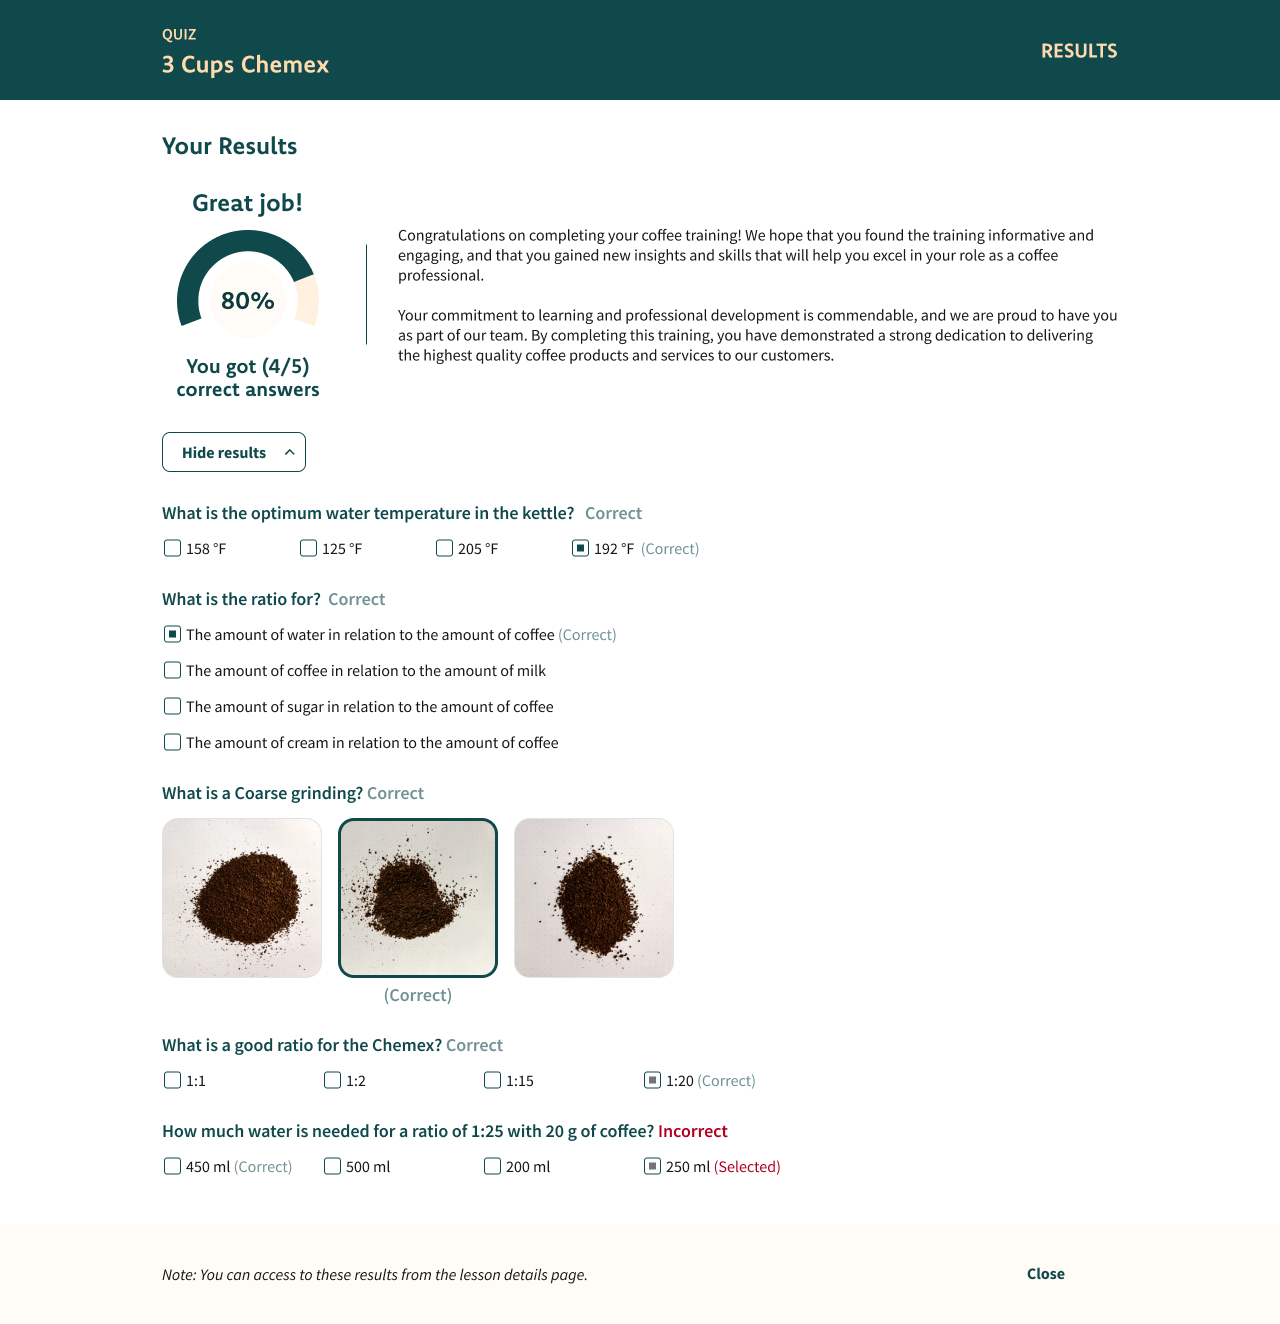 QUIZ
3 Cups Chemex
RESULTS
Your Results
Great job!
80%
You got (4/5)
correct answers
Congratulations on completing your coffee training! We hope that you found the training informative and
engaging, and that you gained new insights and skills that will help you excel in your role as a coffee
professional.
Your commitment to learning and professional development is commendable, and we are proud to have you
as part of our team. By completing this training, you have demonstrated a strong dedication to delivering
the highest quality coffee products and services to our customers.
Hide results
What is the optimum water temperature in the kettle? Correct
158 °F 125 °F 205 °F 192 °F (Correct)
What is the ratio for? Correct
The amount of water in relation to the amount of coffee (Correct)
The amount of coffee in relation to the amount of milk
The amount of sugar in relation to the amount of coffee
The amount of cream in relation to the amount of coffee
What is a Coarse grinding? Correct
(Correct)
What is a good ratio for the Chemex? Correct
1:1 1:2 1:15 1:20 (Correct)
How much water is needed for a ratio of 1:25 with 20 g of coffee? Incorrect
450 ml (Correct) 500 ml 200 ml 250 ml (Selected)
Note: You can access to these results from the lesson details page.
Close